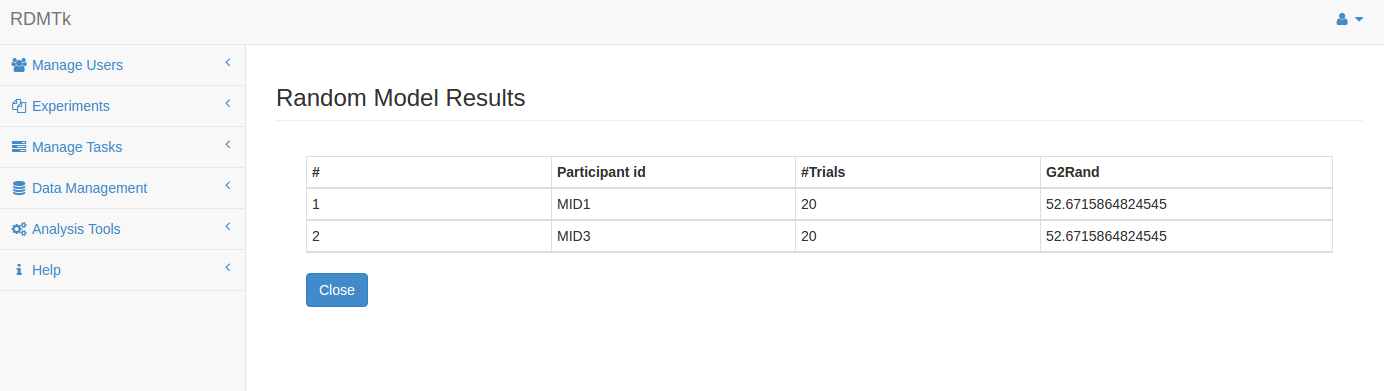 RDMTk
Manage Users
Experiments
Manage Tasks
Data Management
Analysis Tools
Help
Random Model Results
# Participant id #Trials G2Rand
1 MID1 20 52.6715864824545
2 MID3 20 52.6715864824545
Close